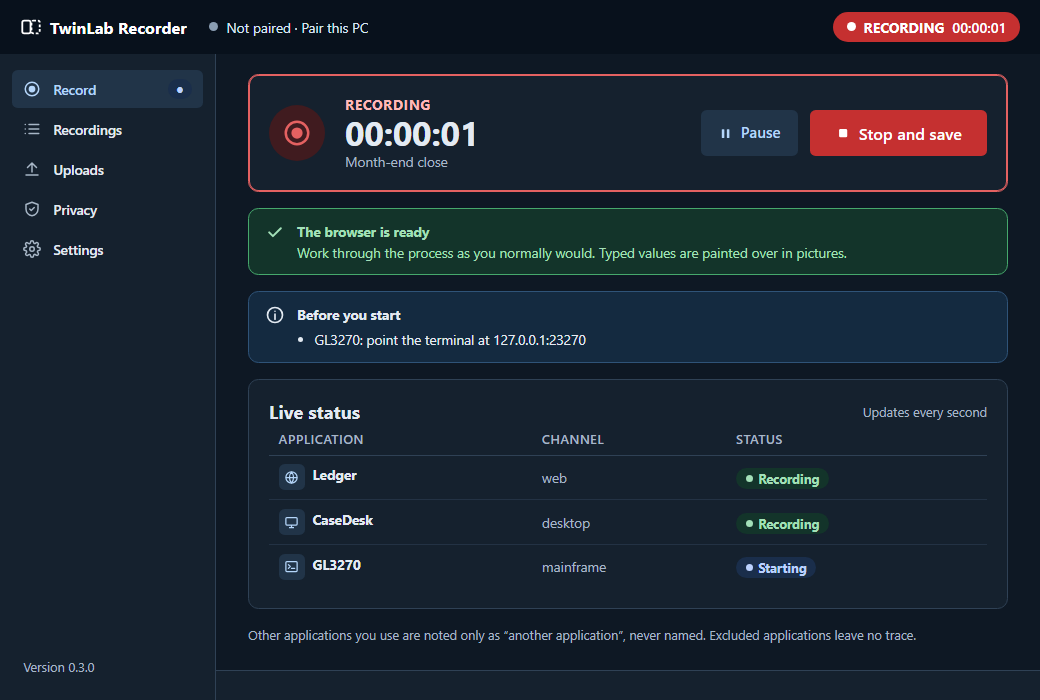 TwinLab Recorder
Not paired · Pair this PC
RECORDING 00:00:01
Record
Recordings
Uploads
Privacy
Settings
Version 0.3.0
RECORDING
00:00:01
Month-end close
Pause
Stop and save
The browser is ready
Work through the process as you normally would. Typed values are painted over in pictures.
Before you start
• GL3270: point the terminal at 127.0.0.1:23270
Live status
Updates every second
APPLICATION CHANNEL STATUS
Ledger web Recording
CaseDesk desktop Recording
GL3270 mainframe Starting
Other applications you use are noted only as “another application”, never named. Excluded applications leave no trace.